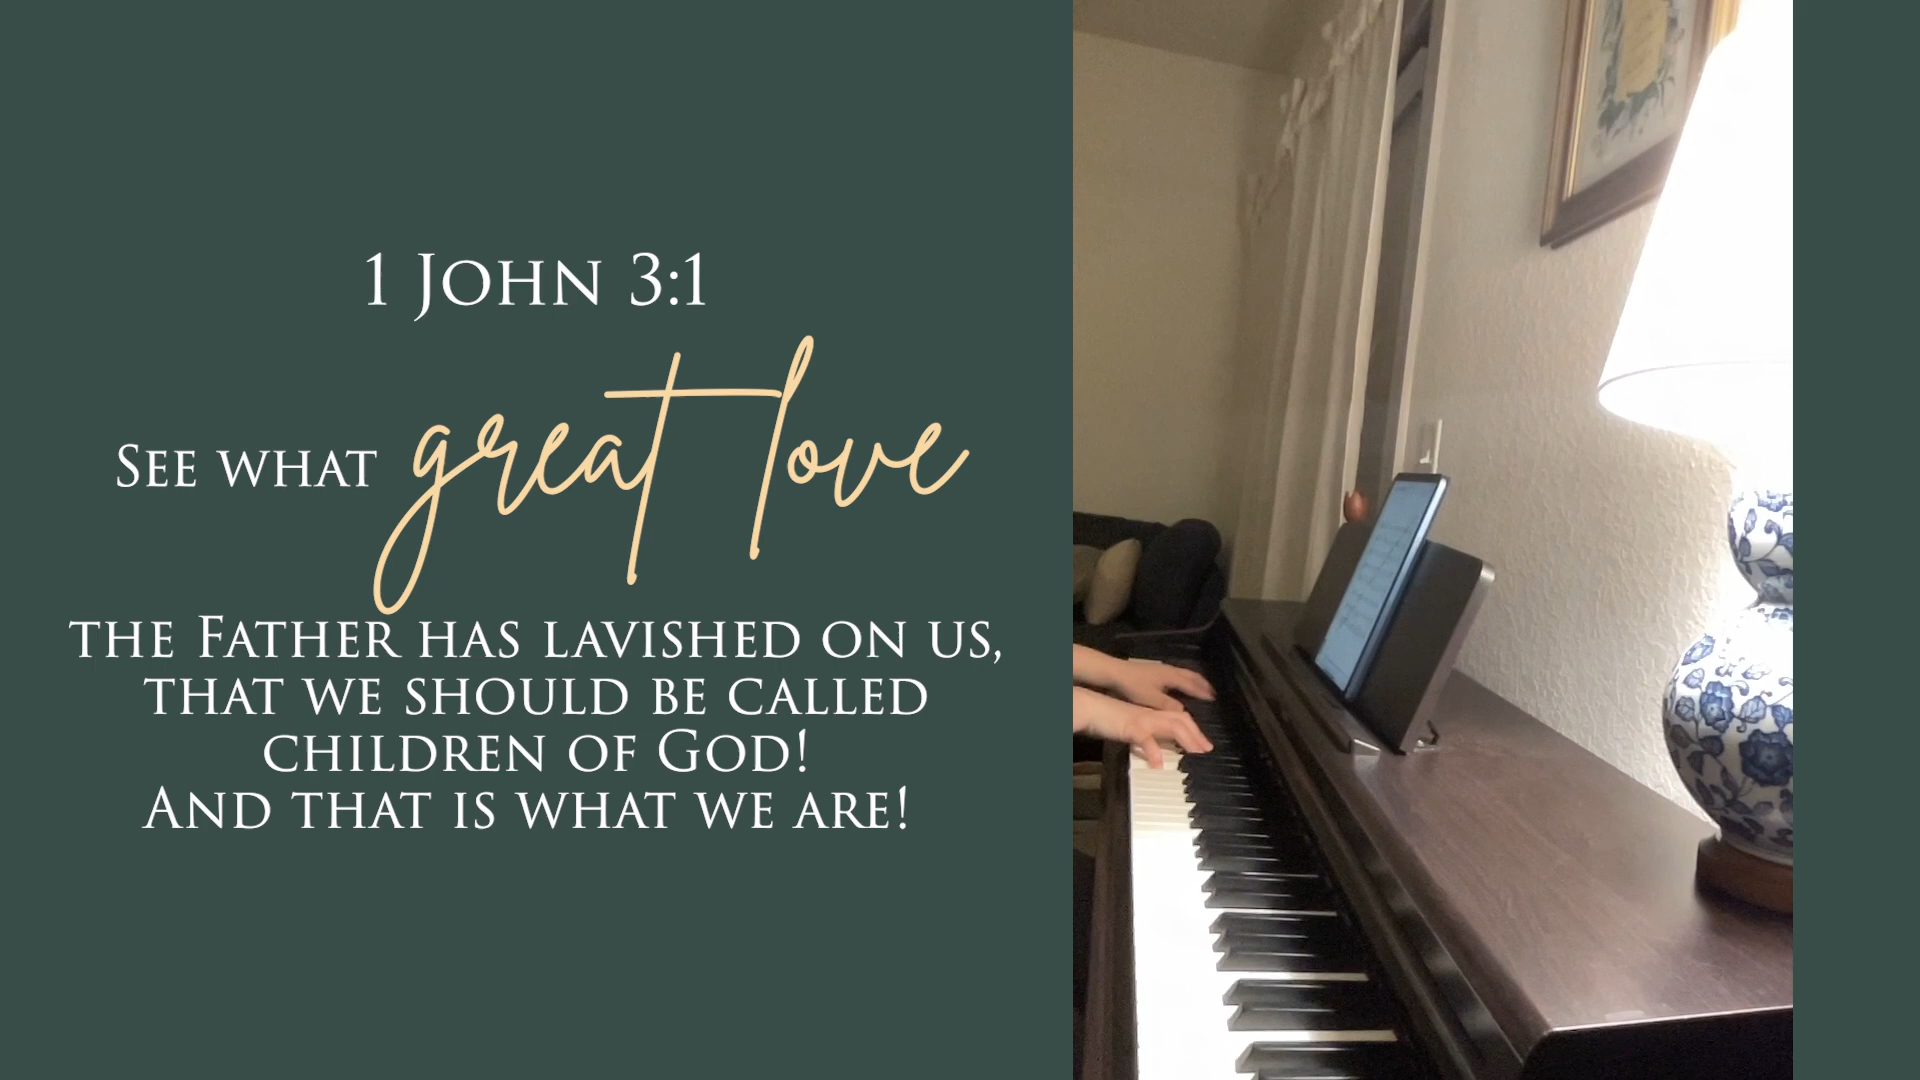 1 John 3:1
See what great love
the Father has lavished on us,
that we should be called
children of God!
And that is what we are!